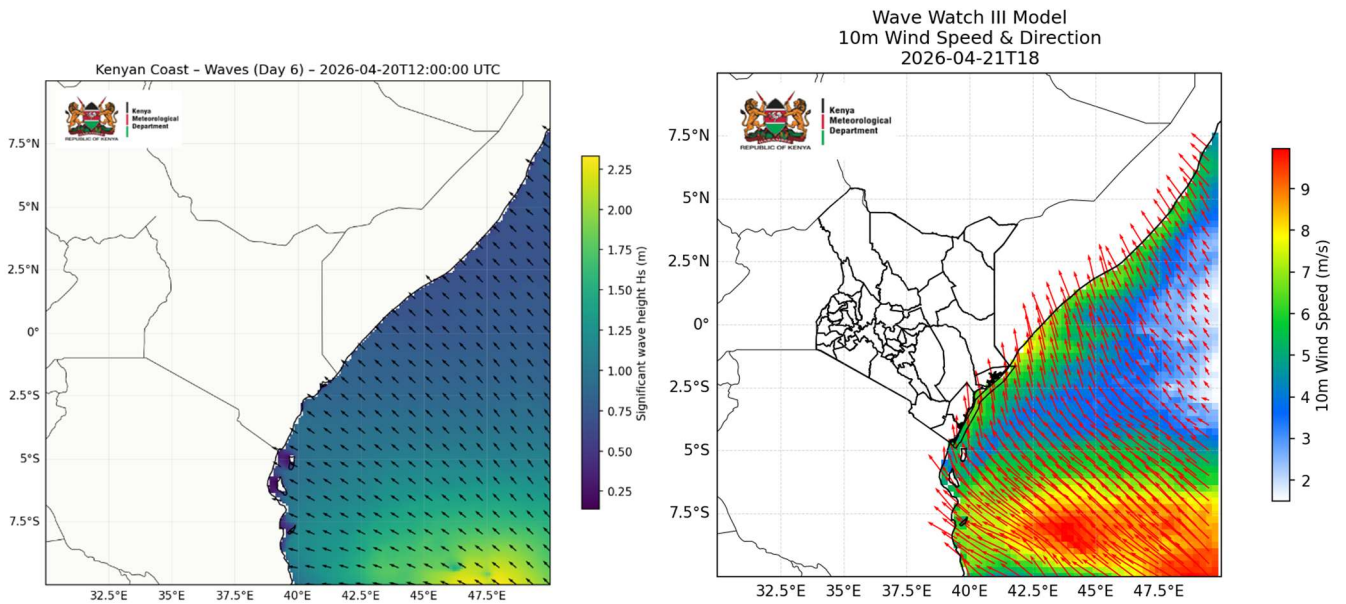 Kenyan Coast – Waves (Day 6) – 2026-04-20T12:00:00 UTC
Kenya
Meteorological
Department
REPUBLIC OF KENYA
7.5°N
5°N
2.5°N
0°
2.5°S
5°S
7.5°S
32.5°E 35°E 37.5°E 40°E 42.5°E 45°E 47.5°E
2.25
2.00
1.75
1.50
1.25
1.00
0.75
0.50
0.25
Significant wave height Hs (m)
Wave Watch III Model
10m Wind Speed & Direction
2026-04-21T18
Kenya
Meteorological
Department
REPUBLIC OF KENYA
7.5°N
5°N
2.5°N
0°
2.5°S
5°S
7.5°S
32.5°E 35°E 37.5°E 40°E 42.5°E 45°E 47.5°E
9
8
7
6
5
4
3
2
10m Wind Speed (m/s)